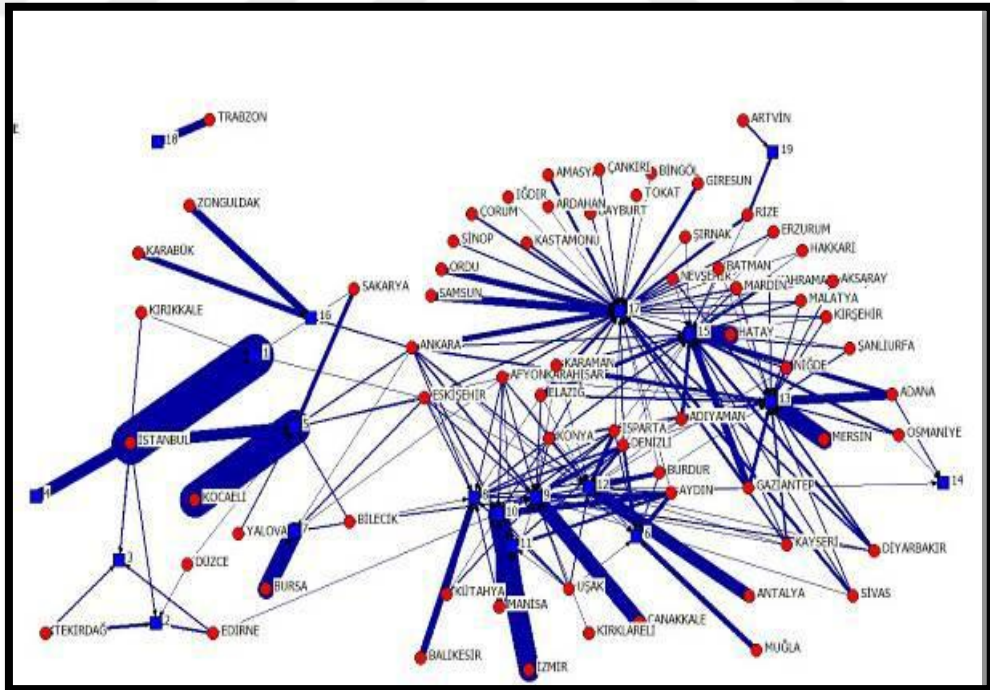 TRABZON
18
ARTVİN
19
AMASYA
ÇANKIRI
BİNGÖL
GİRESUN
IĞDIR
TOKAT
ZONGULDAK
ARDAHAN
ÇORUM
RİZE
ERZURUM
SİNOP
KASTAMONU
ŞIRNAK
HAKKARİ
KARABÜK
ORDU
BATMAN
NEVŞEHİR
AKSARAY
SAKARYA
MARDİN
SAMSUN
MALATYA
KIRIKKALE
17
16
KIRŞEHİR
15
HATAY
ANKARA
1
ŞANLIURFA
KARAMAN
NİĞDE
AFYONKARAHİSAR
ESKİŞEHİR
ELAZIĞ
ADANA
13
ADIYAMAN
5
ISPARTA
OSMANİYE
İSTANBUL
KONYA
MERSİN
DENİZLİ
BURDUR
4
KOCAELİ
8
9
12
AYDIN
GAZİANTEP
14
10
BİLECİK
YALOVA
7
11
6
KAYSERİ
DİYARBAKIR
3
DÜZCE
BURSA
KÜTAHYA
UŞAK
ANTALYA
SİVAS
MANİSA
2
ÇANAKKALE
TEKİRDAĞ
EDİRNE
KIRKLARELİ
MUĞLA
BALIKESİR
İZMİR